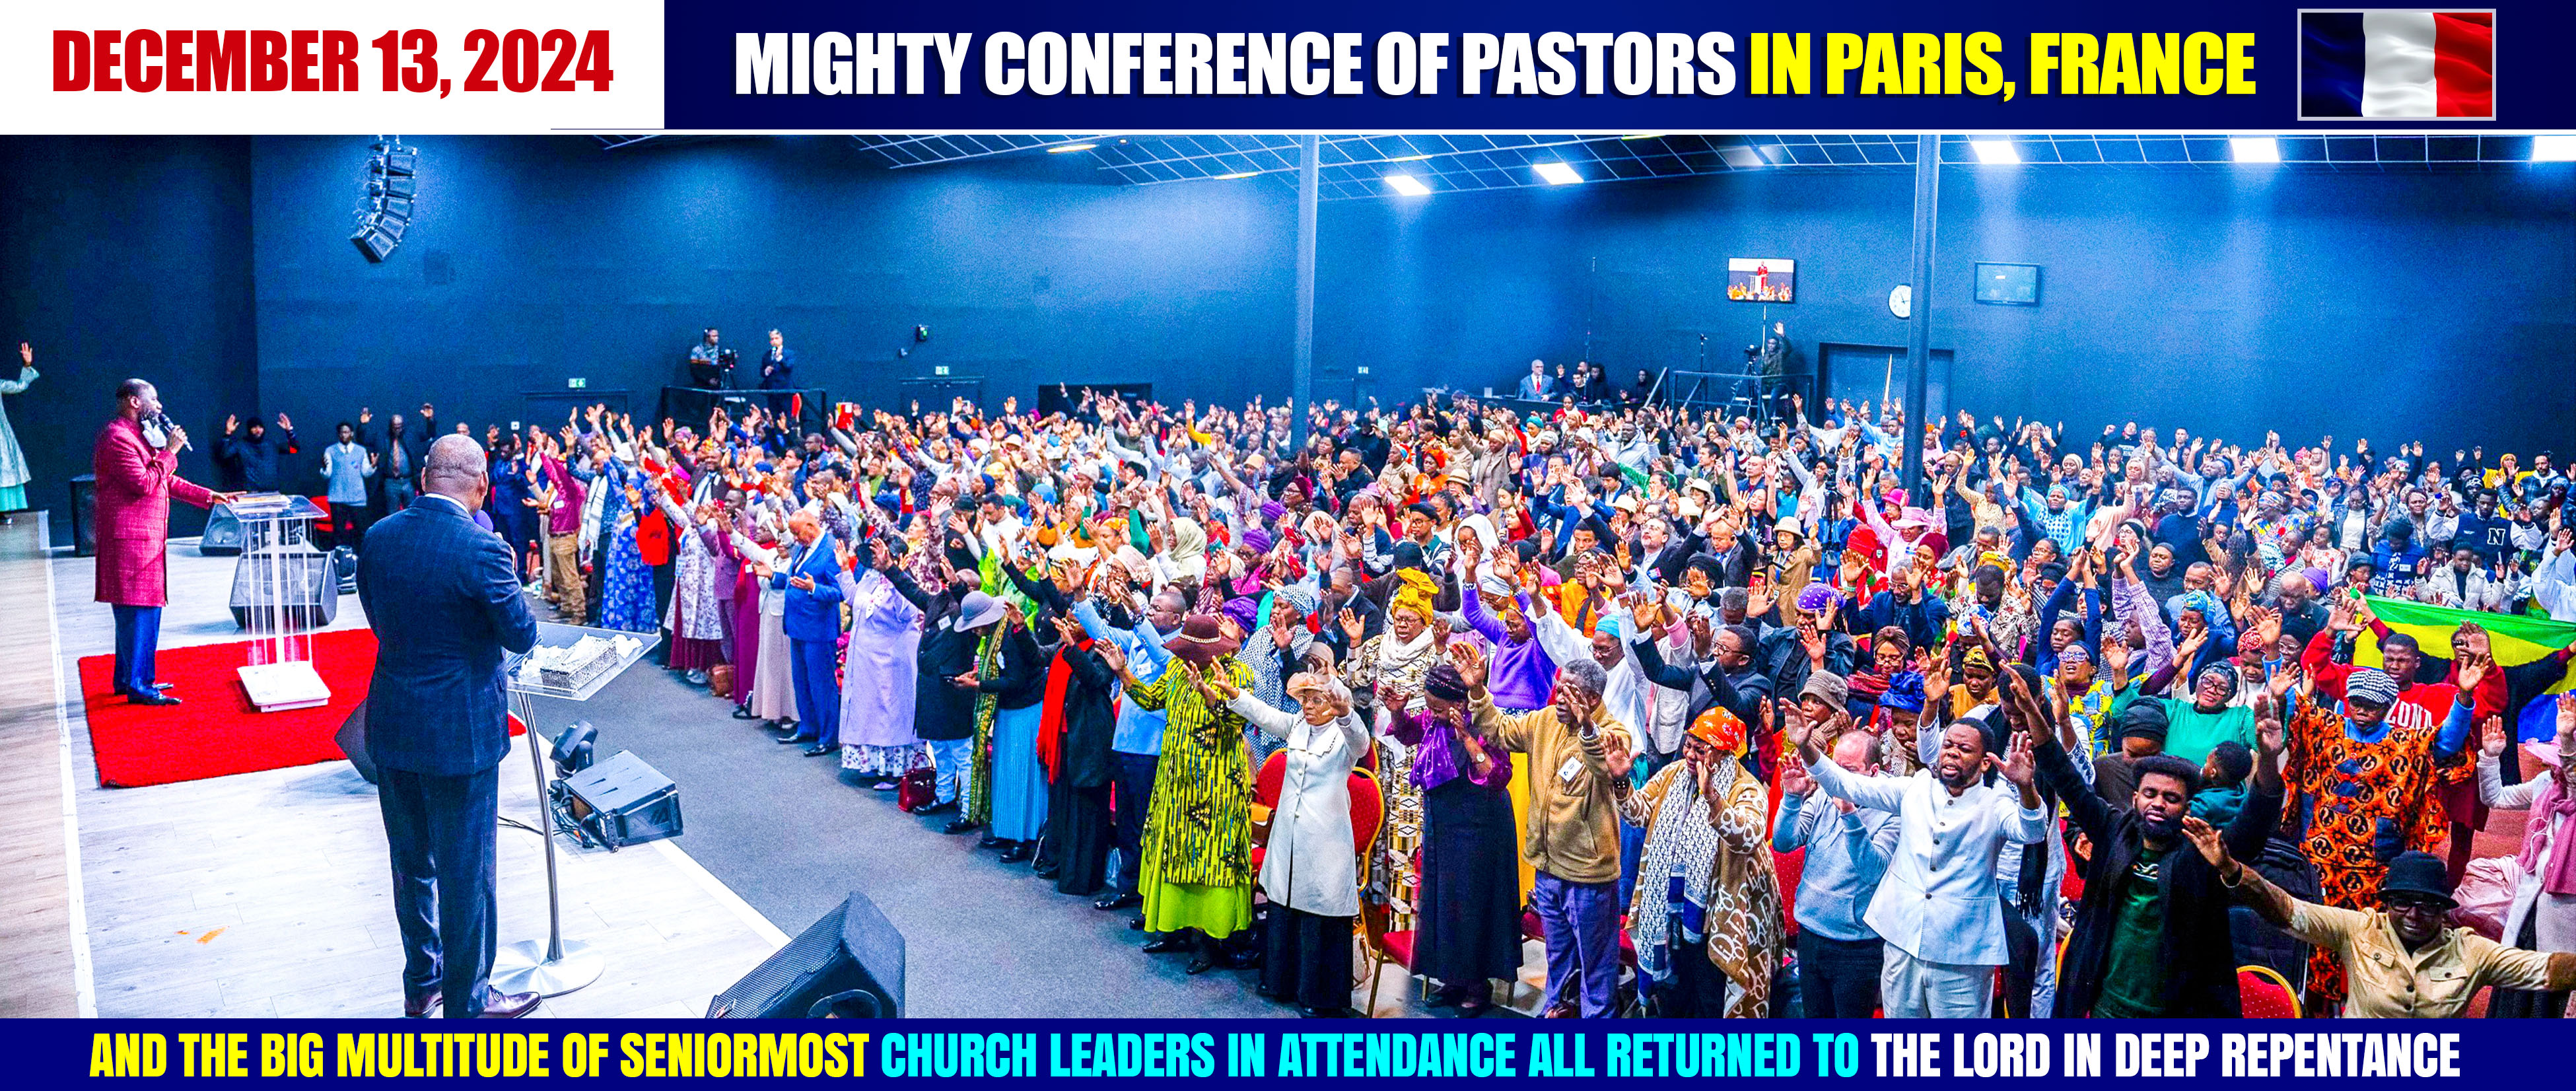 DECEMBER 13, 2024
MIGHTY CONFERENCE OF PASTORS IN PARIS, FRANCE
N
AND THE BIG MULTITUDE OF SENIORMOST CHURCH LEADERS IN ATTENDANCE ALL RETURNED TO THE LORD IN DEEP REPENTANCE